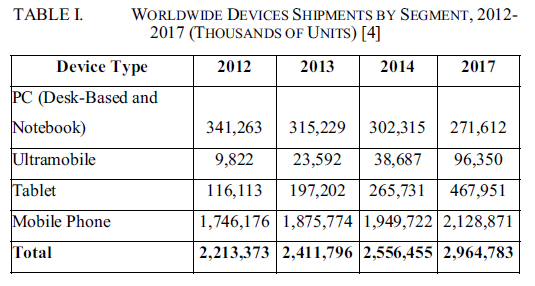 TABLE I. WORLDWIDE DEVICES SHIPMENTS BY SEGMENT, 2012-
2017 (THOUSANDS OF UNITS) [4]
Device Type 2012 2013 2014 2017
PC (Desk-Based and
Notebook) 341,263 315,229 302,315 271,612
Ultramobile 9,822 23,592 38,687 96,350
Tablet 116,113 197,202 265,731 467,951
Mobile Phone 1,746,176 1,875,774 1,949,722 2,128,871
Total 2,213,373 2,411,796 2,556,455 2,964,783